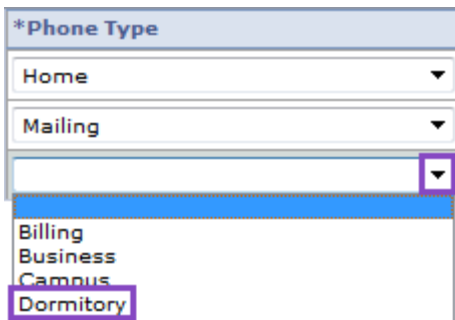 *Phone Type
Home
Mailing
Billing
Business
Campus
Dormitory